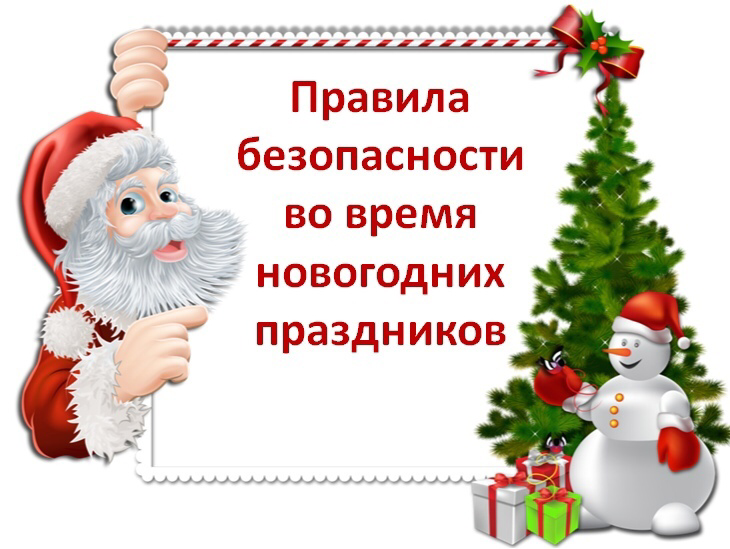 Правила
безопасности
во время
новогодних
праздников